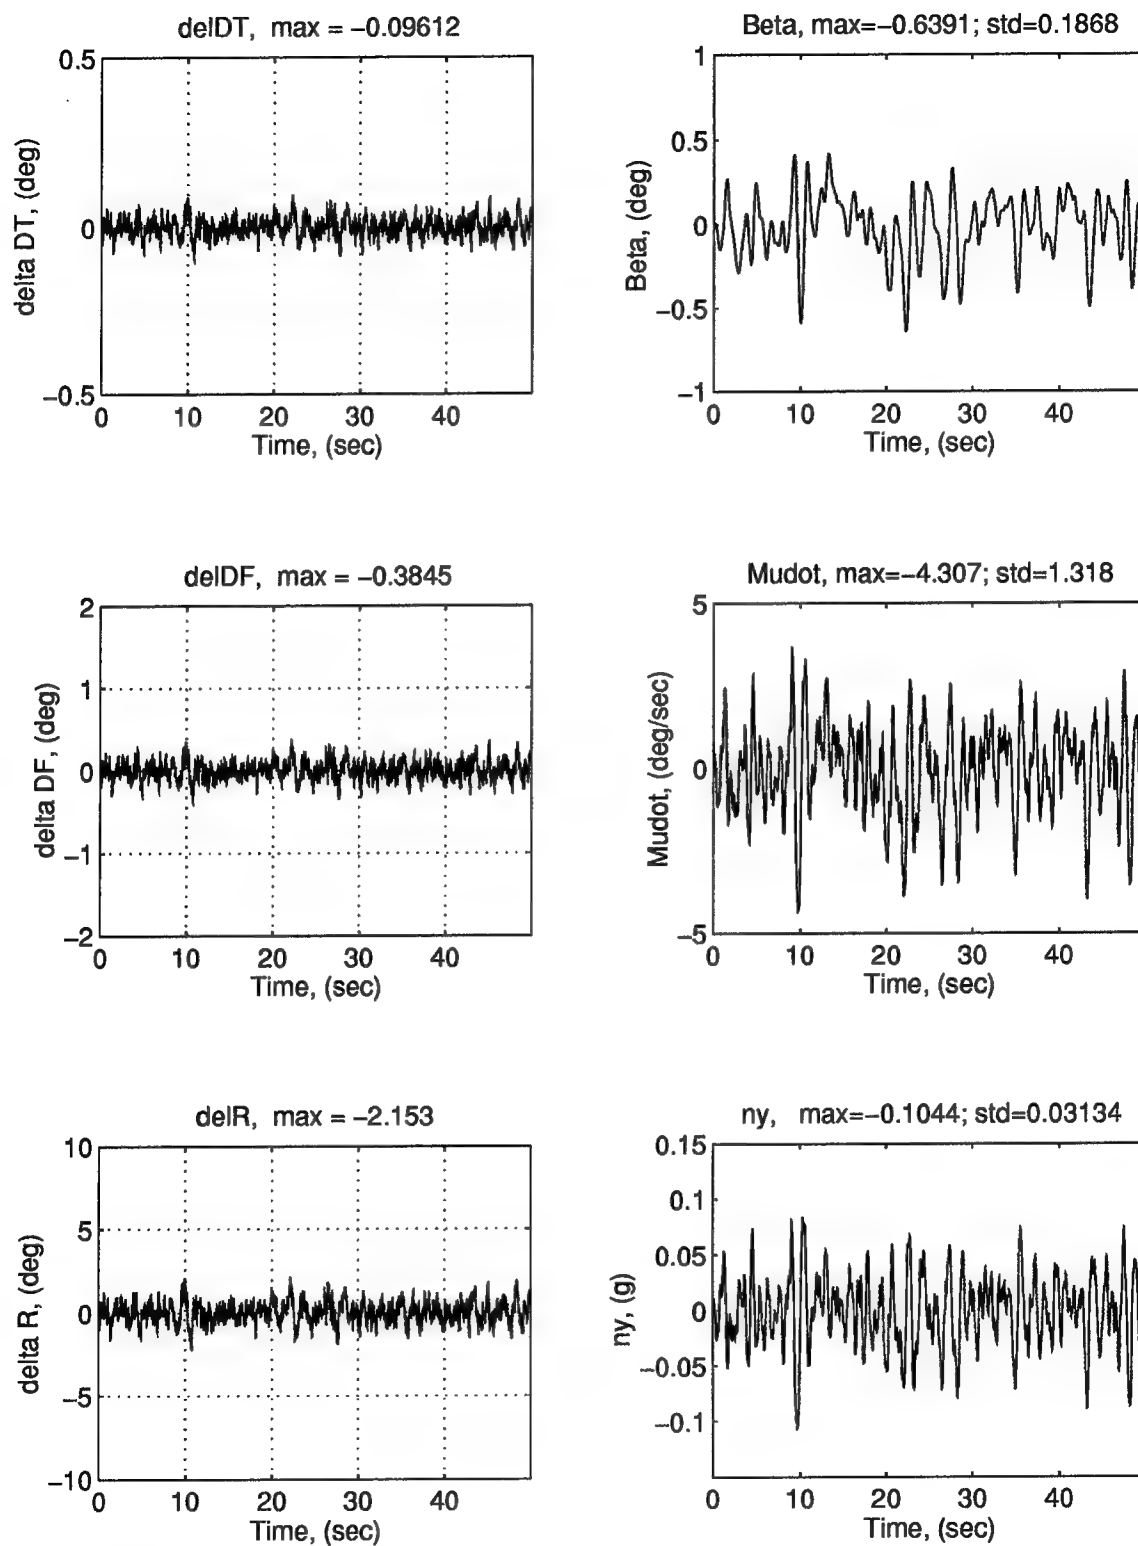 delDT, max = −0.09612
0.5
0
−0.5
delta DT, (deg)
0 10 20 30 40
Time, (sec)
Beta, max=−0.6391; std=0.1868
1
0.5
0
−0.5
−1
Beta, (deg)
0 10 20 30 40
Time, (sec)
delDF, max = −0.3845
2
1
0
−1
−2
delta DF, (deg)
0 10 20 30 40
Time, (sec)
Mudot, max=−4.307; std=1.318
5
0
−5
Mudot, (deg/sec)
0 10 20 30 40
Time, (sec)
delR, max = −2.153
10
5
0
−5
−10
delta R, (deg)
0 10 20 30 40
Time, (sec)
ny, max=−0.1044; std=0.03134
0.15
0.1
0.05
0
−0.05
−0.1
ny, (g)
0 10 20 30 40
Time, (sec)